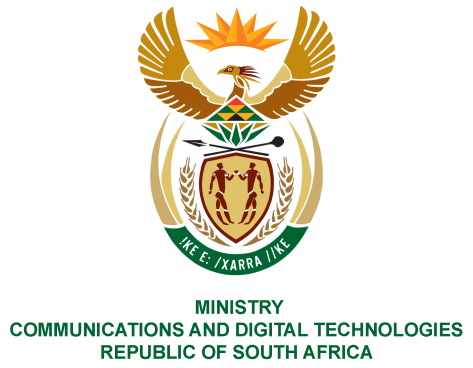 !KE E: /XARRA //KE
MINISTRY
COMMUNICATIONS AND DIGITAL TECHNOLOGIES
REPUBLIC OF SOUTH AFRICA